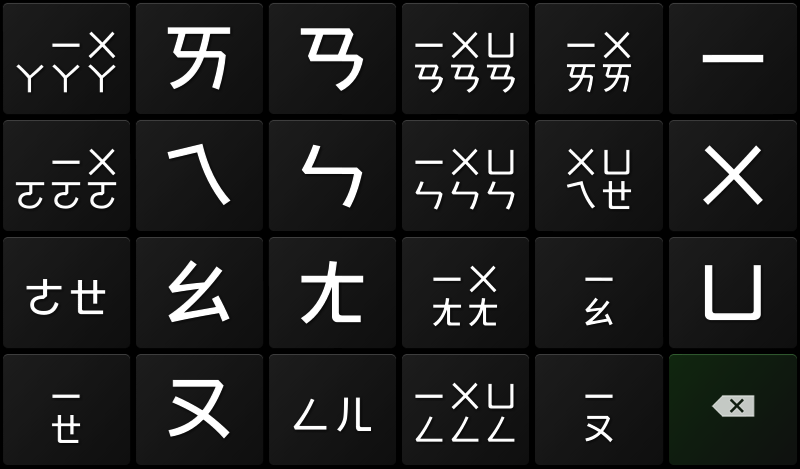 ㄧㄨ
ㄚㄚㄚ
ㄞ
ㄢ
ㄧㄨㄩ
ㄢㄢㄢ
ㄧㄨ
ㄞㄞ
ㄧ
ㄧㄨ
ㄛㄛㄛ
ㄟ
ㄣ
ㄧㄨㄩ
ㄣㄣㄣ
ㄨㄩ
ㄟㄝ
ㄨ
ㄜㄝ
ㄠ
ㄤ
ㄧㄨ
ㄤㄤ
ㄧ
ㄠ
ㄩ
ㄧ
ㄝ
ㄡ
ㄥㄦ
ㄧㄨㄩ
ㄥㄥㄥ
ㄧ
ㄡ